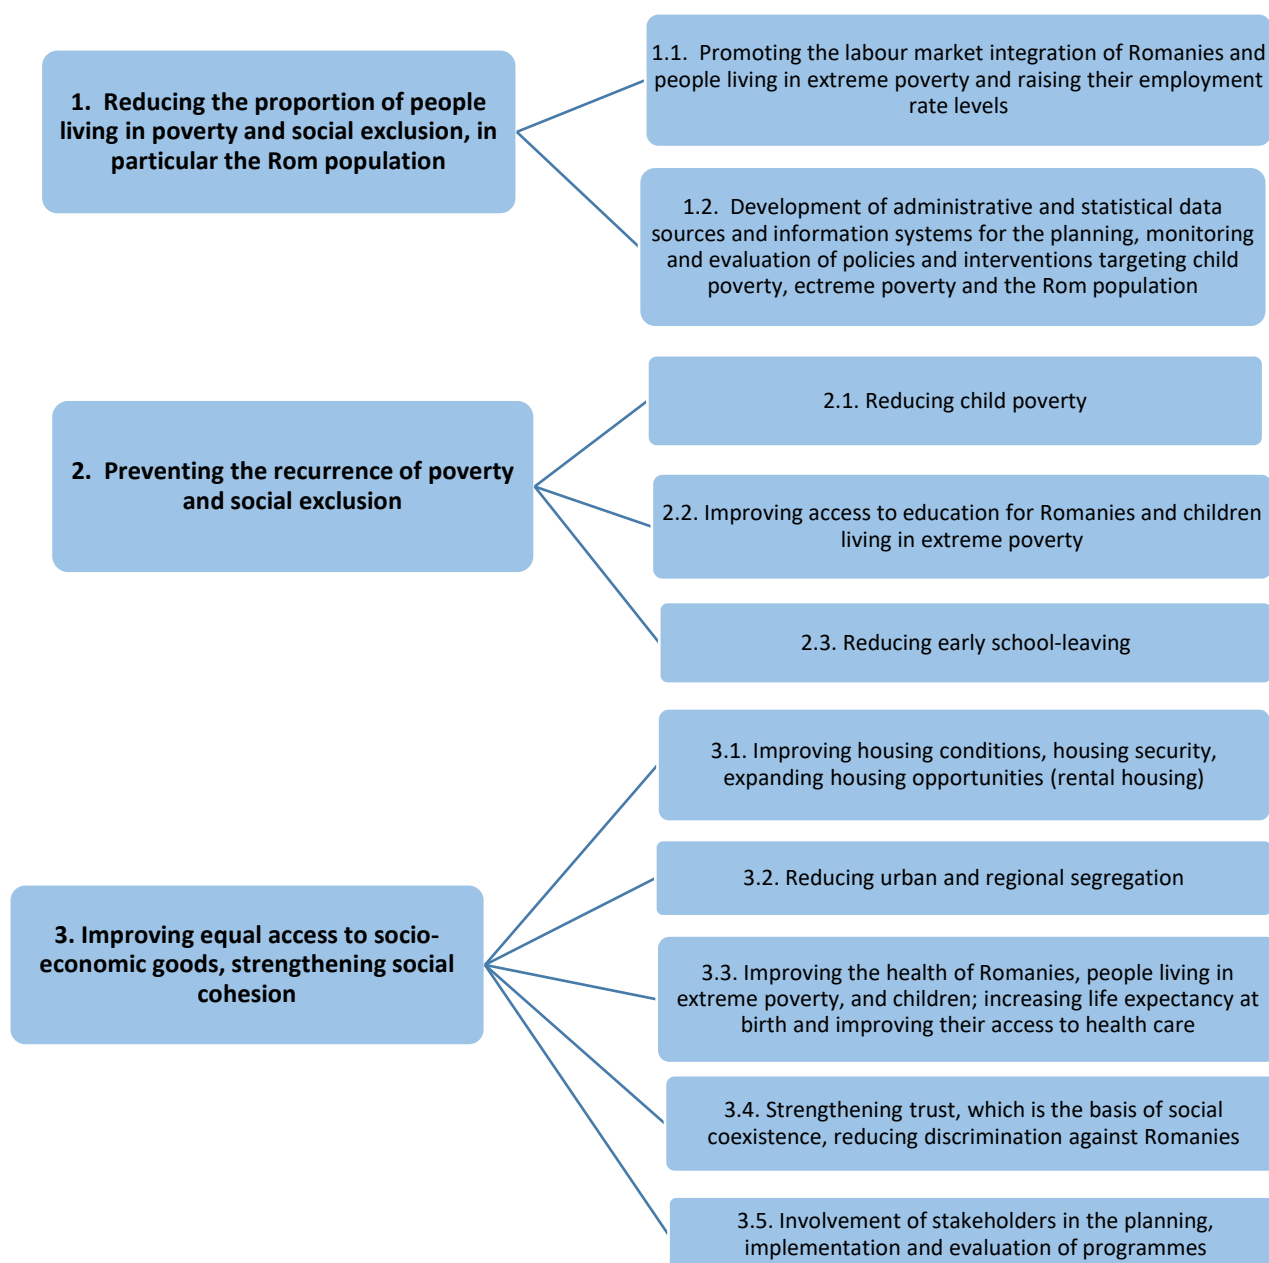 1. Reducing the proportion of people
living in poverty and social exclusion, in
particular the Rom population
1.1. Promoting the labour market integration of Romanies and
people living in extreme poverty and raising their employment
rate levels
1.2. Development of administrative and statistical data
sources and information systems for the planning, monitoring
and evaluation of policies and interventions targeting child
poverty, ectreme poverty and the Rom population
2. Preventing the recurrence of poverty
and social exclusion
2.1. Reducing child poverty
2.2. Improving access to education for Romanies and children
living in extreme poverty
2.3. Reducing early school-leaving
3. Improving equal access to socio-
economic goods, strengthening social
cohesion
3.1. Improving housing conditions, housing security,
expanding housing opportunities (rental housing)
3.2. Reducing urban and regional segregation
3.3. Improving the health of Romanies, people living in
extreme poverty, and children; increasing life expectancy at
birth and improving their access to health care
3.4. Strengthening trust, which is the basis of social
coexistence, reducing discrimination against Romanies
3.5. Involvement of stakeholders in the planning,
implementation and evaluation of programmes